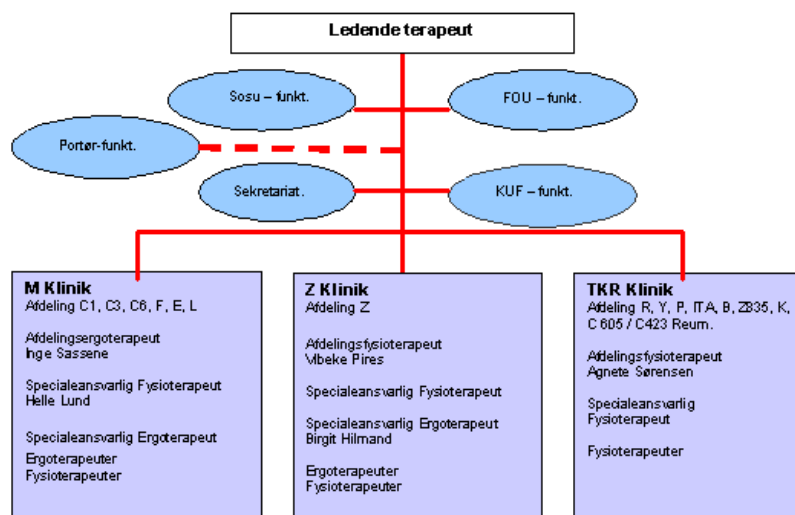 Ledende terapeut
Sosu – funkt.
FOU – funkt.
Portør-funkt.
Sekretariat.
KUF – funkt.
M Klinik
Afdeling C1, C3, C6, F, E, L
Afdelingsergoterapeut
Inge Sassene
Specialeansvarlig Fysioterapeut
Helle Lund
Specialeansvarlig Ergoterapeut
Ergoterapeuter
Fysioterapeuter
Z Klinik
Afdeling Z
Afdelingsfysioterapeut
Vibeke Pires
Specialeansvarlig Fysioterapeut
Specialeansvarlig Ergoterapeut
Birgit Hilmand
Ergoterapeuter
Fysioterapeuter
TKR Klinik
Afdeling R, Y, P, ITA, B, Z835, K,
C 605 / C423 Reum.
Afdelingsfysioterapeut
Agnete Sørensen
Specialeansvarlig
Fysioterapeut
Fysioterapeuter